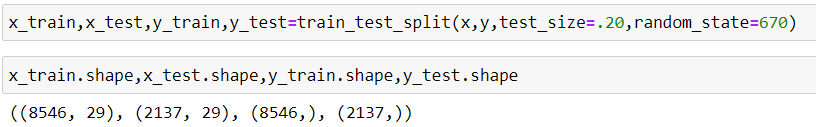 x_train,x_test,y_train,y_test=train_test_split(x,y,test_size=.20,random_state=670)
x_train.shape,x_test.shape,y_train.shape,y_test.shape
((8546, 29), (2137, 29), (8546,), (2137,))